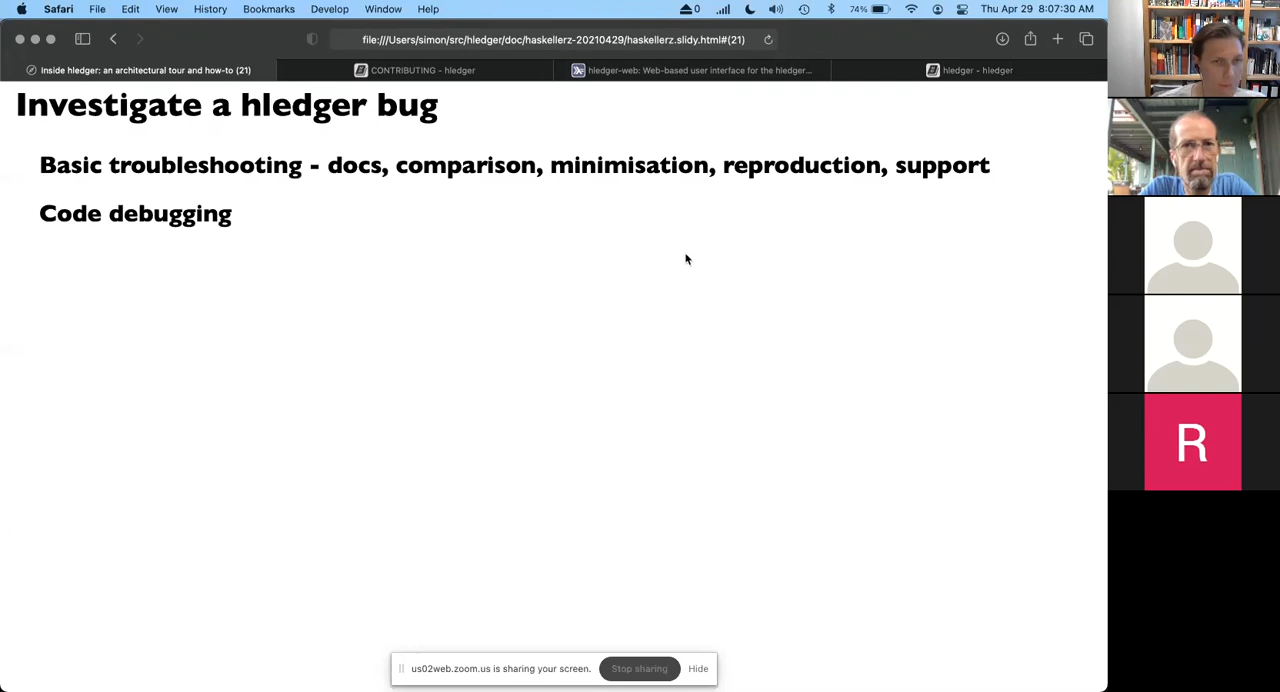 Safari File Edit View History Bookmarks Develop Window Help 0 74% Thu Apr 29 8:07:30 AM
file:///Users/simon/src/hledger/doc/haskellerz-20210429/haskellerz.slidy.html#(21)
Inside hledger: an architectural tour and how-to (21) CONTRIBUTING - hledger hledger-web: Web-based user interface for the hledger... hledger - hledger
Investigate a hledger bug
Basic troubleshooting - docs, comparison, minimisation, reproduction, support
Code debugging
R
us02web.zoom.us is sharing your screen. Stop sharing Hide